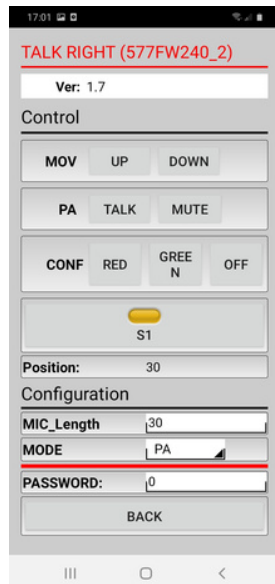 17:01
TALK RIGHT (577FW240_2)
Ver: 1.7
Control
MOV UP DOWN
PA TALK MUTE
CONF RED GREE
N OFF
S1
Position: 30
Configuration
MIC_Length 30
MODE PA
PASSWORD: 0
BACK